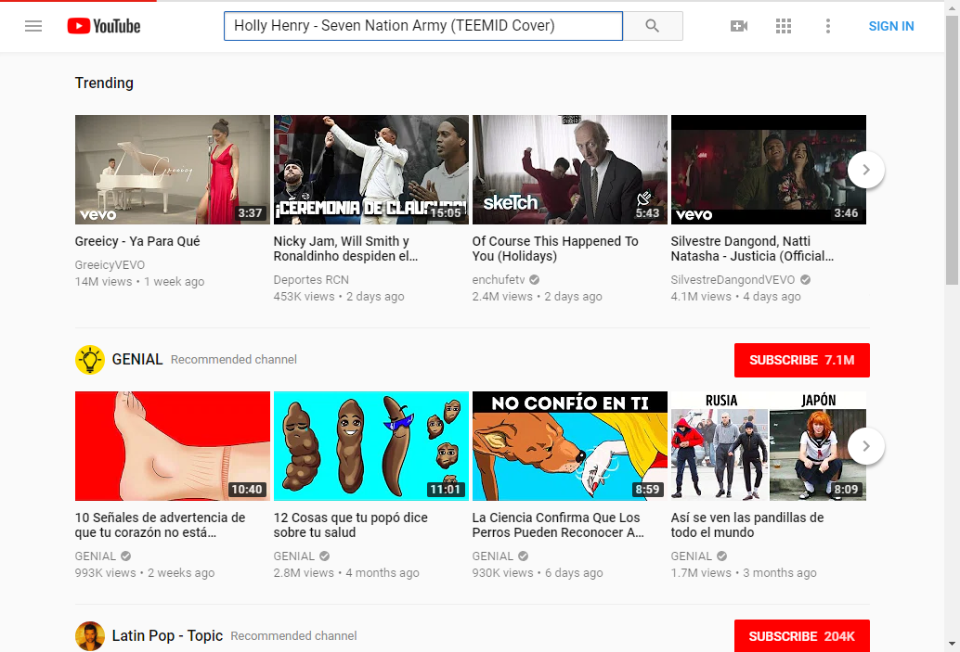 YouTube
Holly Henry - Seven Nation Army (TEEMID Cover)
SIGN IN
Trending
Greeicy
vevo
3:37
¡CEREMONIA DE CLAUSURA!
15:05
skeTch
5:43
vevo
3:46
Greeicy - Ya Para Qué
GreeicyVEVO
14M views • 1 week ago
Nicky Jam, Will Smith y
Ronaldinho despiden el...
Deportes RCN
453K views • 2 days ago
Of Course This Happened To
You (Holidays)
enchufetv
2.4M views • 2 days ago
Silvestre Dangond, Natti
Natasha - Justicia (Official...
SilvestreDangondVEVO
4.1M views • 4 days ago
GENIAL Recommended channel
SUBSCRIBE 7.1M
10:40
11:01
NO CONFÍO EN TI
8:59
RUSIA
JAPÓN
8:09
10 Señales de advertencia de
que tu corazón no está...
GENIAL
993K views • 2 weeks ago
12 Cosas que tu popó dice
sobre tu salud
GENIAL
2.8M views • 4 months ago
La Ciencia Confirma Que Los
Perros Pueden Reconocer A...
GENIAL
930K views • 6 days ago
Así se ven las pandillas de
todo el mundo
GENIAL
1.7M views • 3 months ago
Latin Pop - Topic Recommended channel
SUBSCRIBE 204K